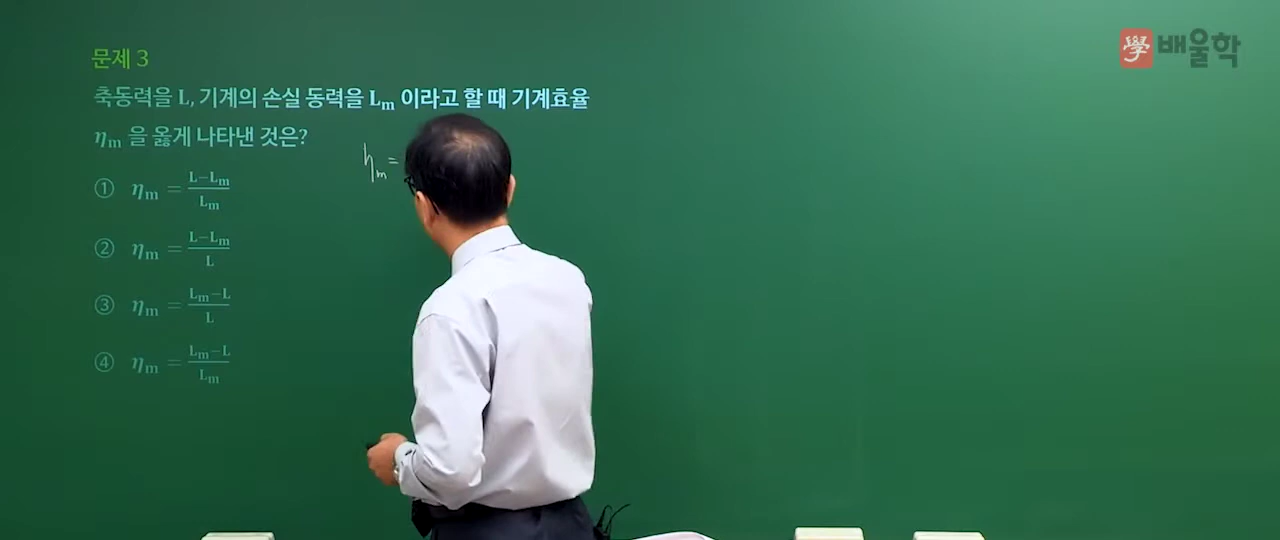 문제 3
축동력을 L, 기계의 손실 동력을 Lₘ 이라고 할 때 기계효율
ηₘ 을 옳게 나타낸 것은?
① ηₘ = (L−Lₘ)/Lₘ
② ηₘ = (L−Lₘ)/L
③ ηₘ = (Lₘ−L)/L
④ ηₘ = (Lₘ−L)/Lₘ
ηₘ =
學 배울학